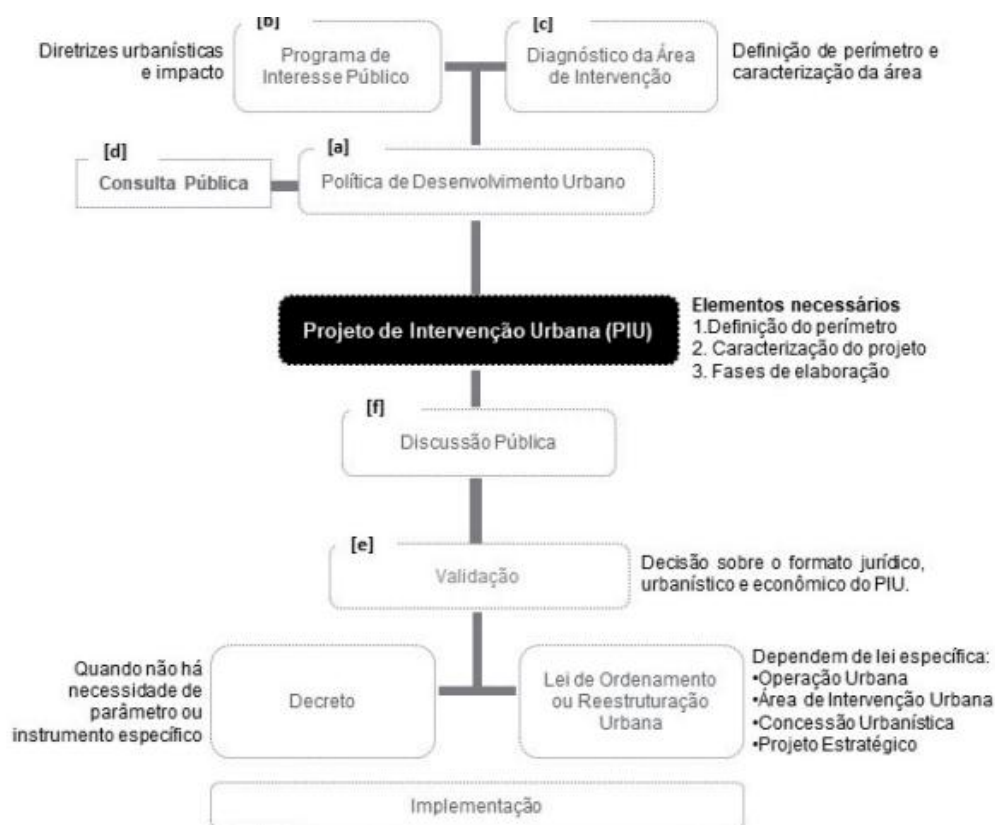 [b]
[c]
Diretrizes urbanísticas
e impacto
Programa de
Interesse Público
Diagnóstico da Área
de Intervenção
Definição de perímetro e
caracterização da área
[d]
Consulta Pública
[a]
Política de Desenvolvimento Urbano
Projeto de Intervenção Urbana (PIU)
Elementos necessários
1.Definição do perímetro
2. Caracterização do projeto
3. Fases de elaboração
[f]
Discussão Pública
[e]
Validação
Decisão sobre o formato jurídico,
urbanístico e econômico do PIU.
Quando não há
necessidade de
parâmetro ou
instrumento específico
Decreto
Lei de Ordenamento
ou Reestruturação
Urbana
Dependem de lei específica:
•Operação Urbana
•Área de Intervenção Urbana
•Concessão Urbanística
•Projeto Estratégico
Implementação